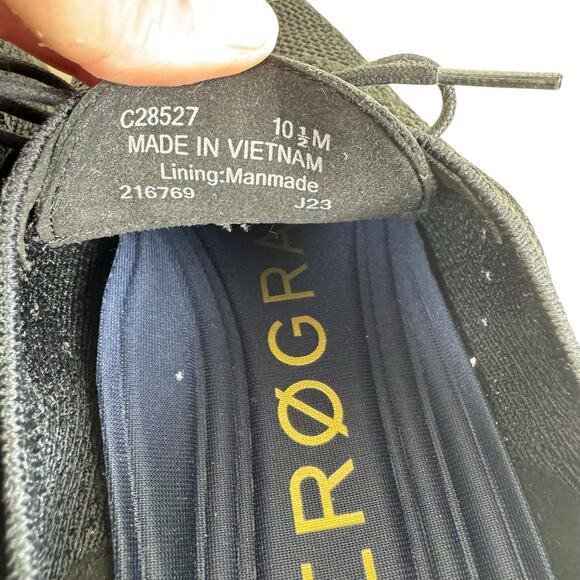 C28527 10½M
MADE IN VIETNAM
Lining:Manmade
216769 J23
ERØGRA